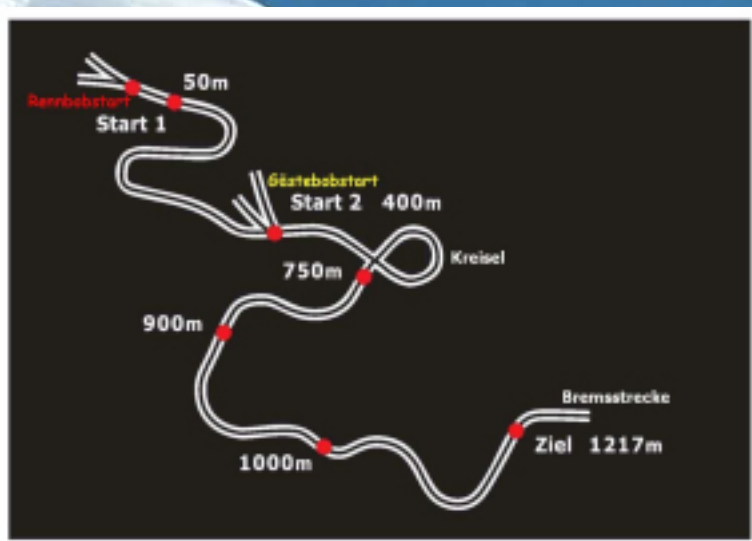 50m
Rennbobstart
Start 1
Gästebobstart
Start 2 400m
Kreisel
750m
900m
Bremsstrecke
Ziel 1217m
1000m